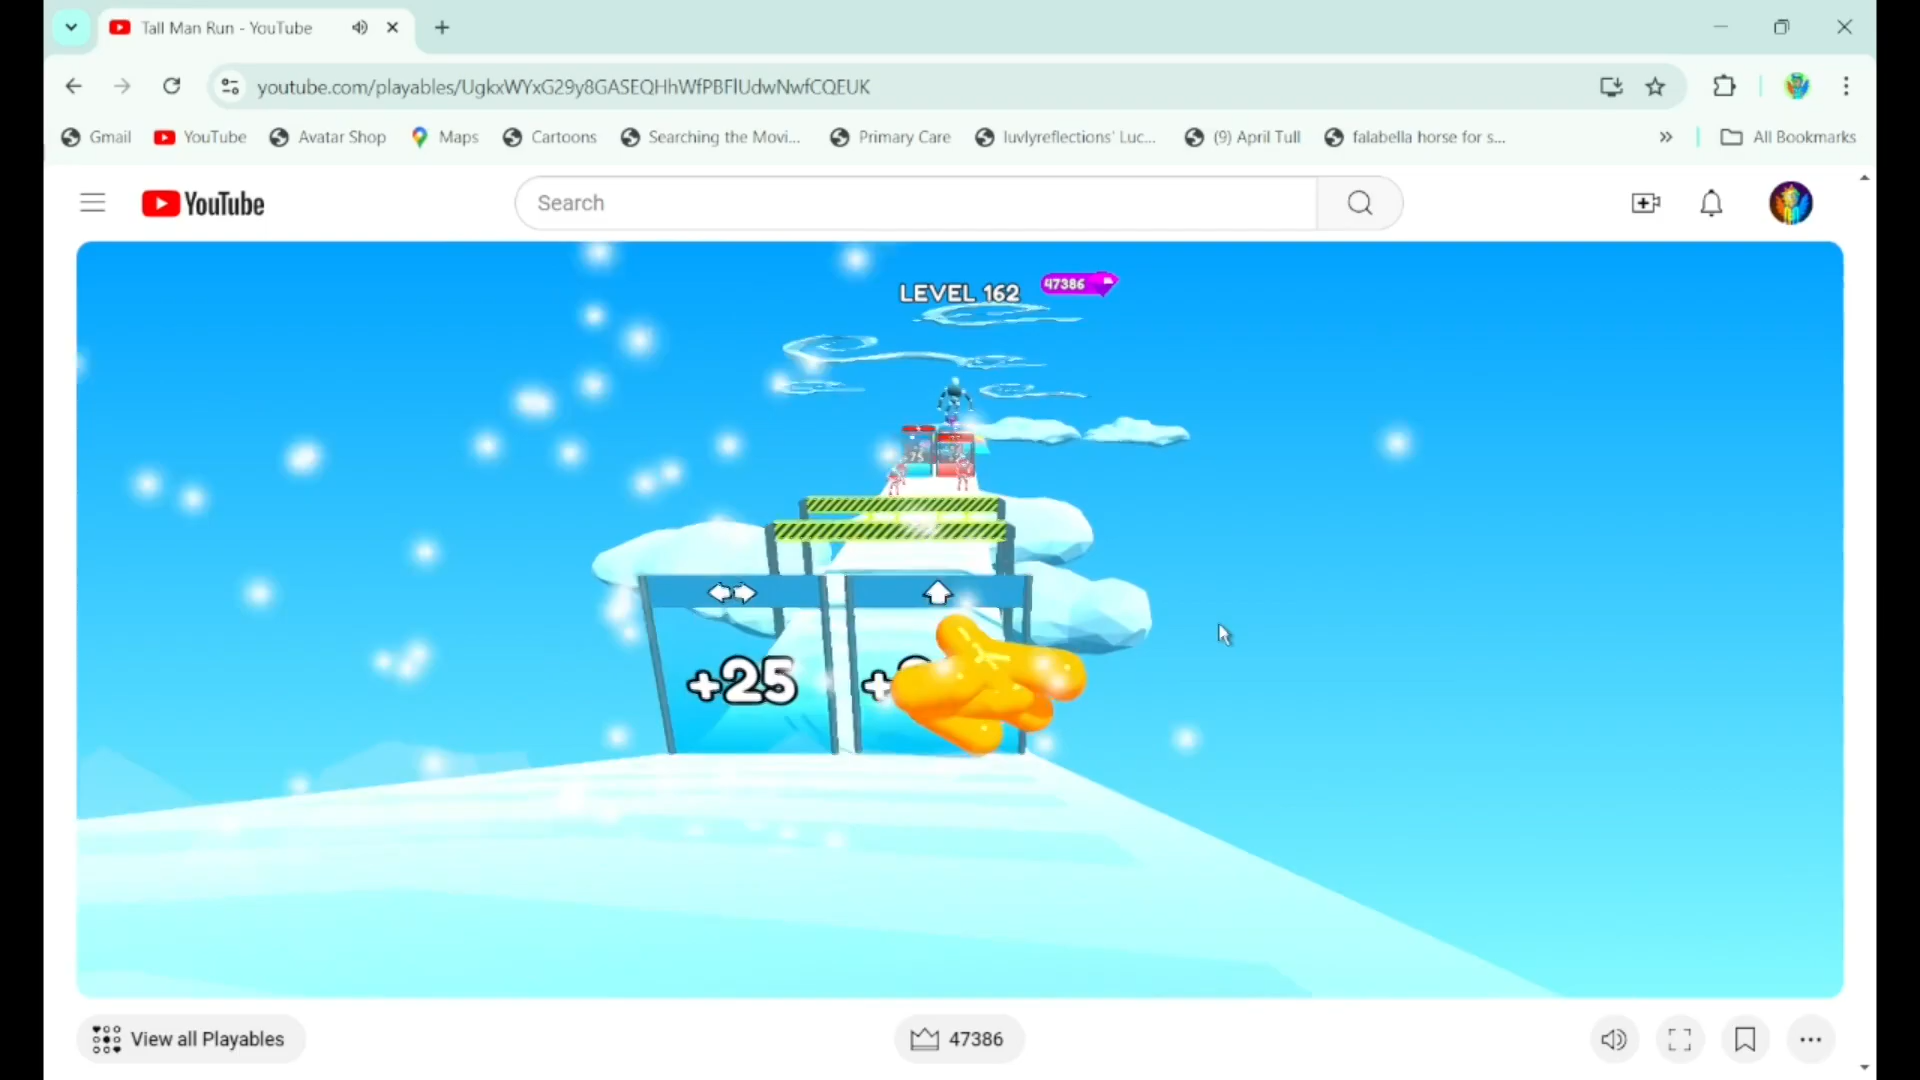 Tall Man Run - YouTube
youtube.com/playables/UgkxWYxG29y8GASEQHhWfPBFlUdwNwfCQEUK
Gmail YouTube Avatar Shop Maps Cartoons Searching the Movi... Primary Care luvlyreflections' Luc... (9) April Tull falabella horse for s... » All Bookmarks
YouTube Search
LEVEL 162 47386
+25 +
View all Playables 47386